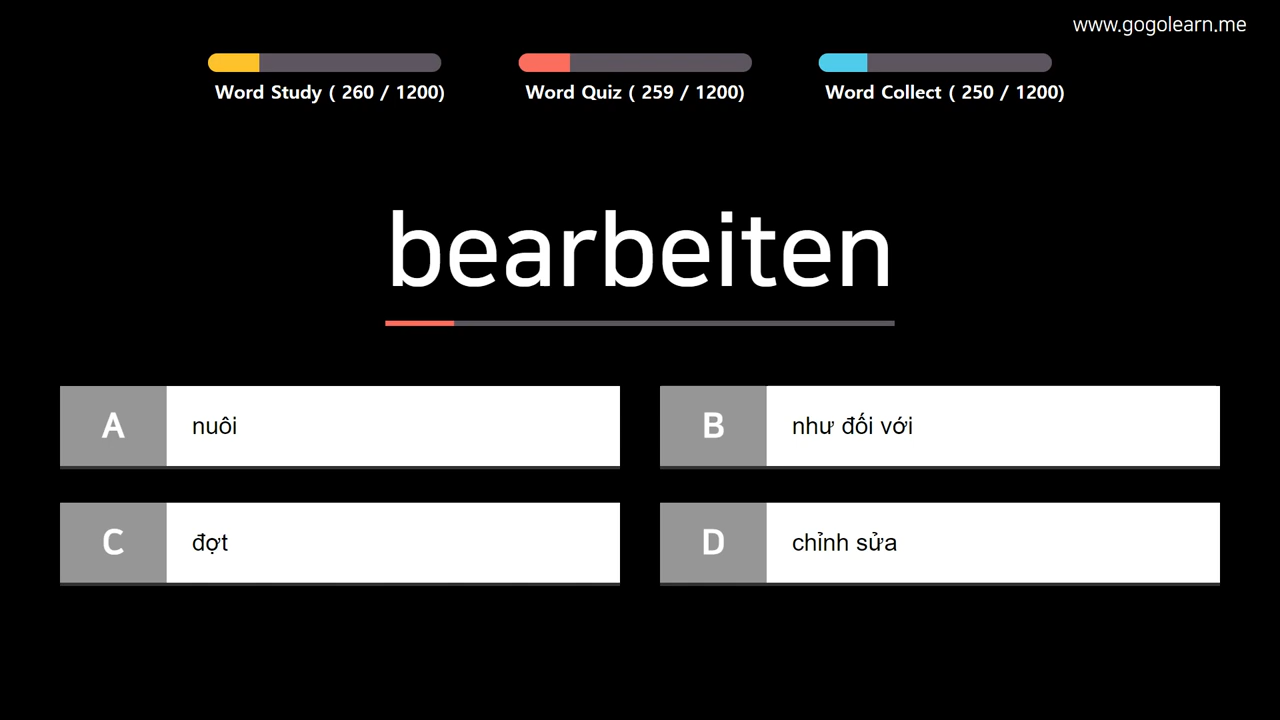 www.gogolearn.me
Word Study ( 260 / 1200)
Word Quiz ( 259 / 1200)
Word Collect ( 250 / 1200)
bearbeiten
A
nuôi
B
như đối với
C
đợt
D
chỉnh sửa